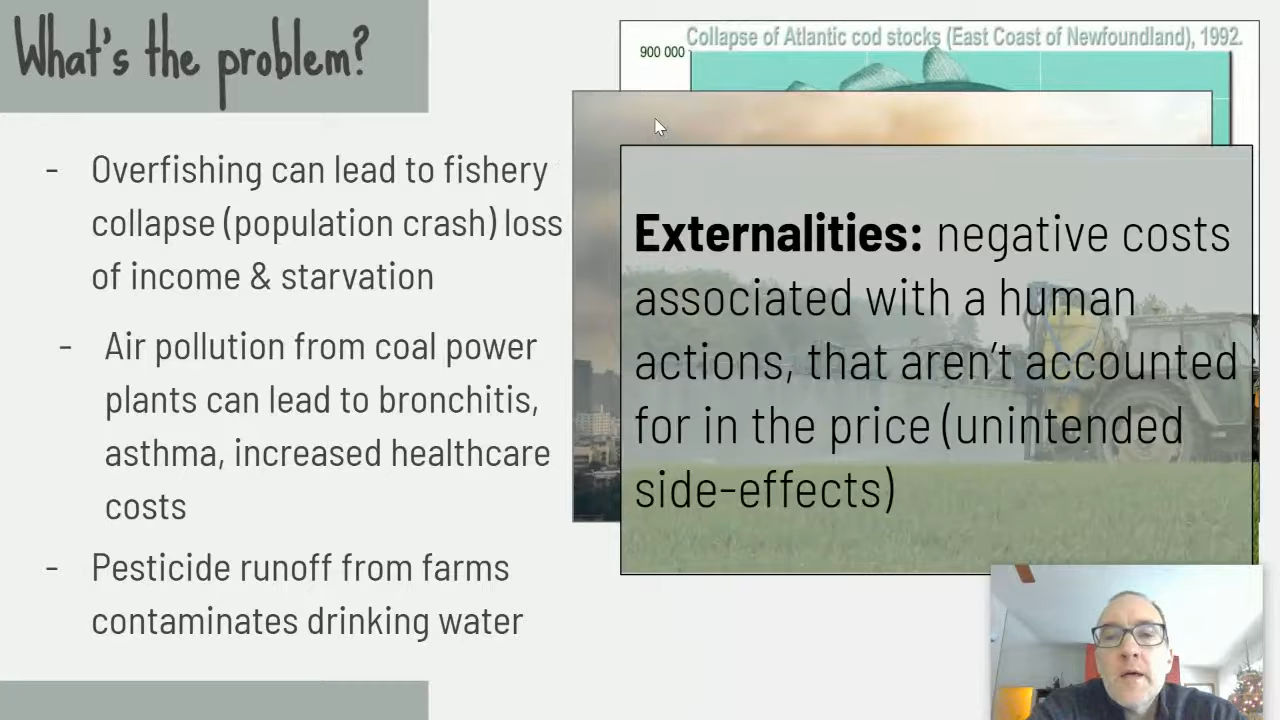 What's the problem?
- Overfishing can lead to fishery
collapse (population crash) loss
of income & starvation
- Air pollution from coal power
plants can lead to bronchitis,
asthma, increased healthcare
costs
- Pesticide runoff from farms
contaminates drinking water
Collapse of Atlantic cod stocks (East Coast of Newfoundland), 1992.
900 000
Externalities: negative costs
associated with a human
actions, that aren't accounted
for in the price (unintended
side-effects)